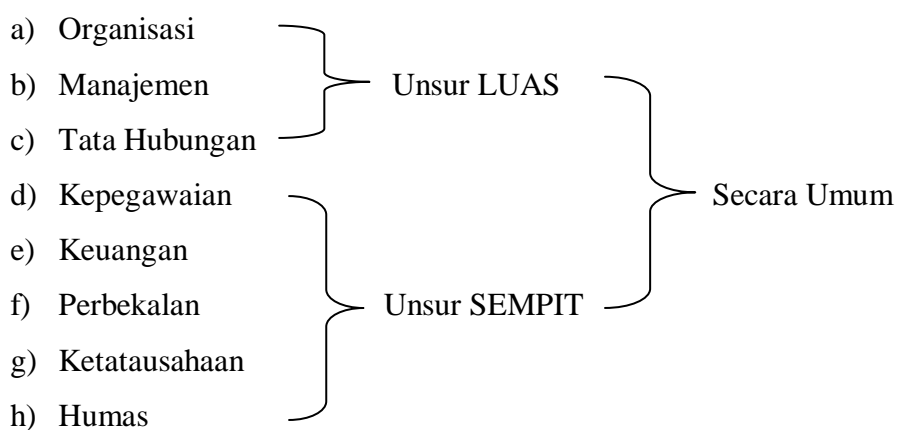 a) Organisasi
b) Manajemen
Unsur LUAS
c) Tata Hubungan
d) Kepegawaian
Secara Umum
e) Keuangan
f) Perbekalan
Unsur SEMPIT
g) Ketatausahaan
h) Humas